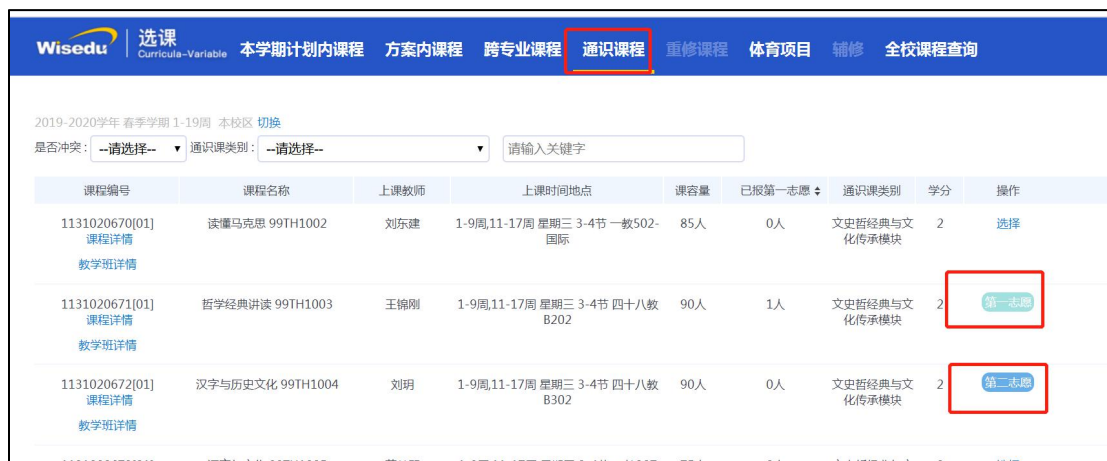 Wisedu 选课 Curricula-Variable 本学期计划内课程 方案内课程 跨专业课程 通识课程 重修课程 体育项目 辅修 全校课程查询
2019-2020学年 春季学期 1-19周 本校区 切换
是否冲突: --请选择-- 通识课类别: --请选择-- 请输入关键字
课程编号 课程名称 上课教师 上课时间地点 课容量 已报第一志愿 通识课类别 学分 操作
1131020670[01] 读懂马克思 99TH1002 刘东建 1-9周,11-17周 星期三 3-4节 一教502- 85人 0人 文史哲经典与文 2 选择
课程详情 国际 化传承模块
教学班详情
1131020671[01] 哲学经典讲读 99TH1003 王锦刚 1-9周,11-17周 星期三 3-4节 四十八教 90人 1人 文史哲经典与文 2 第一志愿
课程详情 B202 化传承模块
教学班详情
1131020672[01] 汉字与历史文化 99TH1004 刘玥 1-9周,11-17周 星期三 3-4节 四十八教 90人 0人 文史哲经典与文 2 第二志愿
课程详情 B302 化传承模块
教学班详情